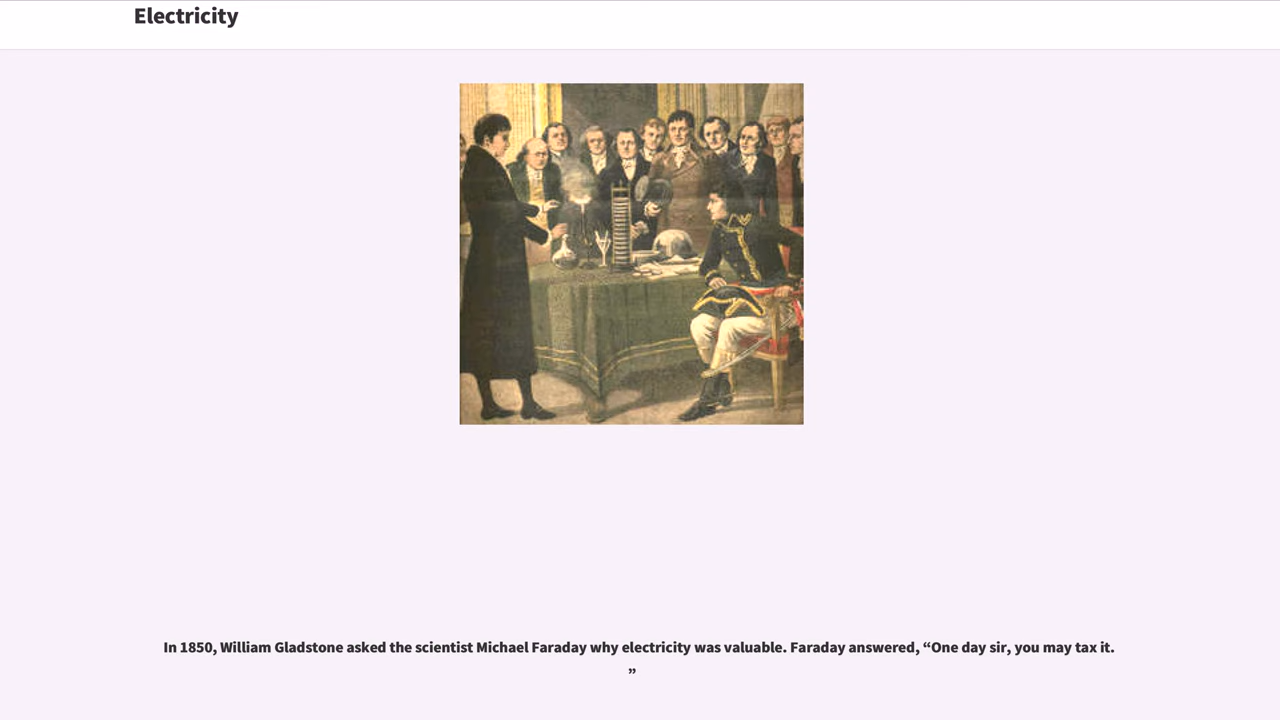 Electricity
In 1850, William Gladstone asked the scientist Michael Faraday why electricity was valuable. Faraday answered, “One day sir, you may tax it.
”